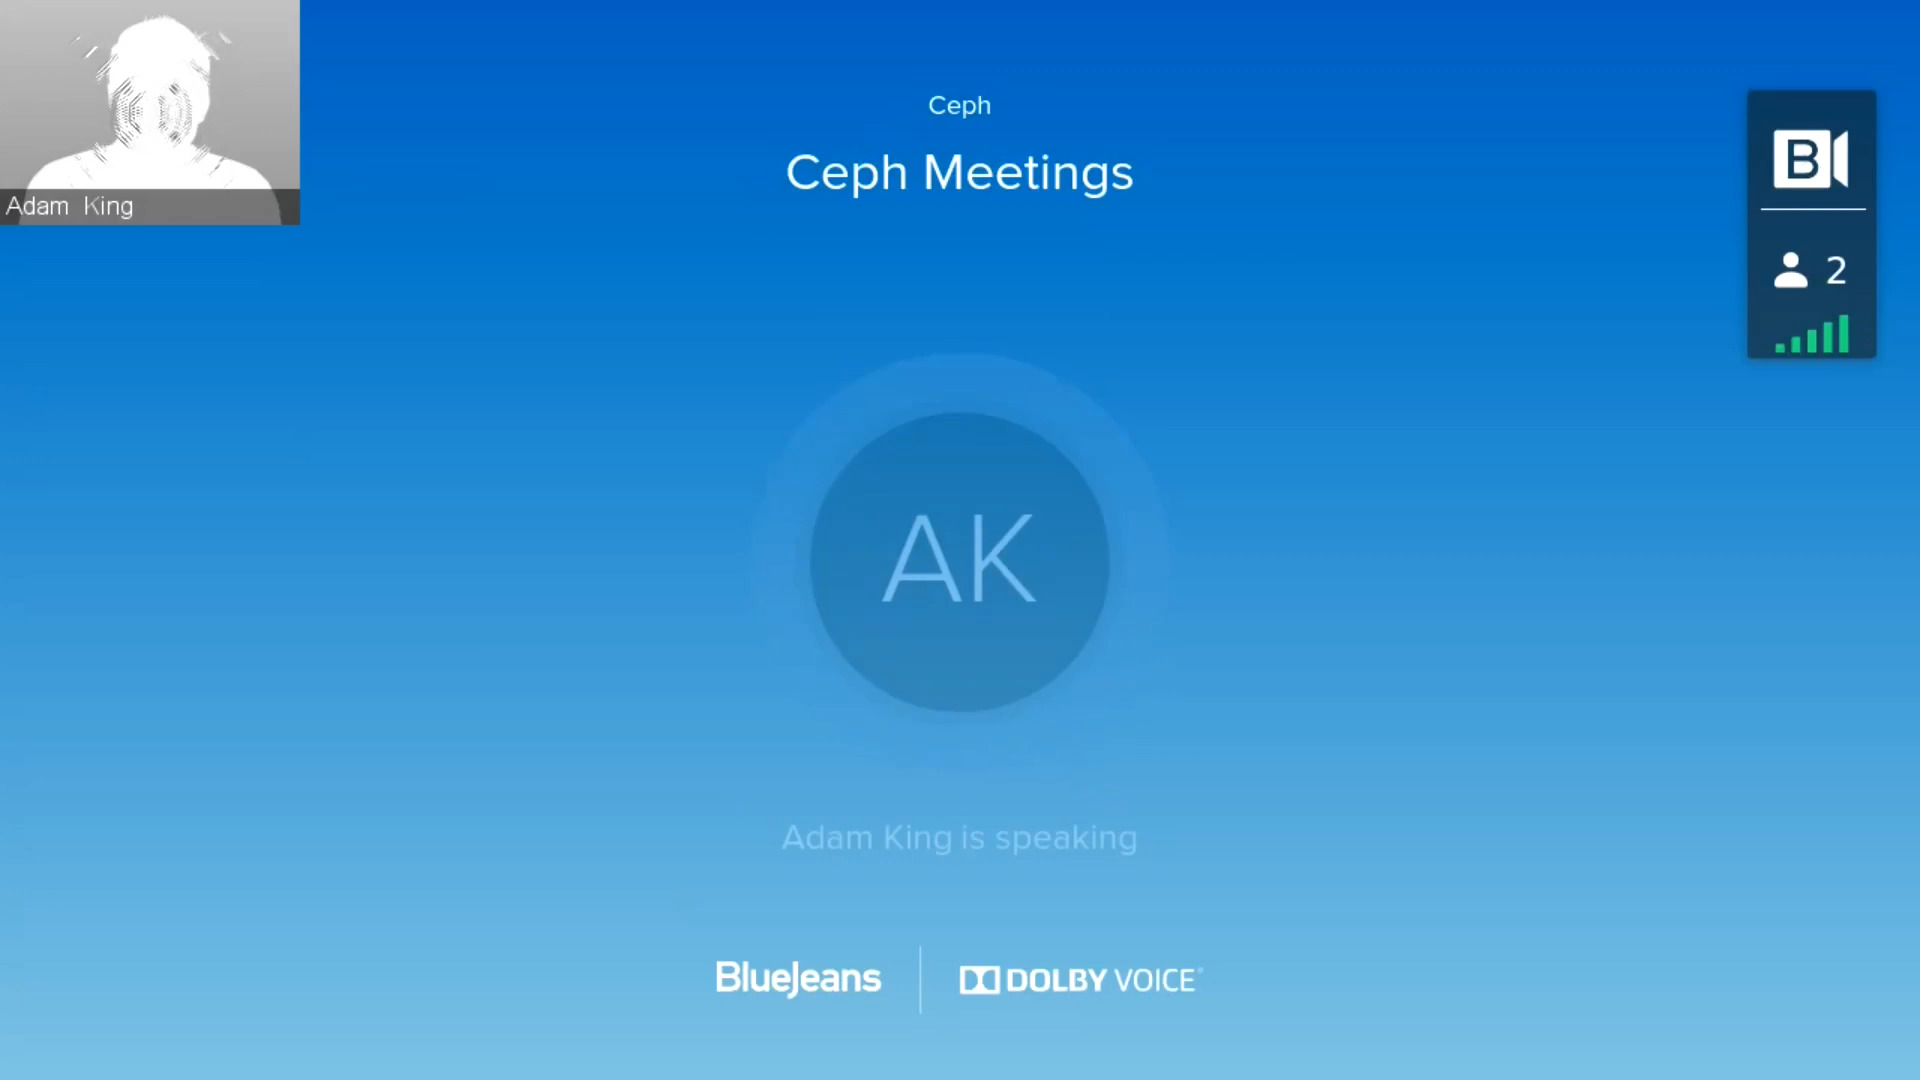 Ceph
Ceph Meetings
Adam King
B
2
AK
Adam King is speaking
BlueJeans
DOLBY VOICE